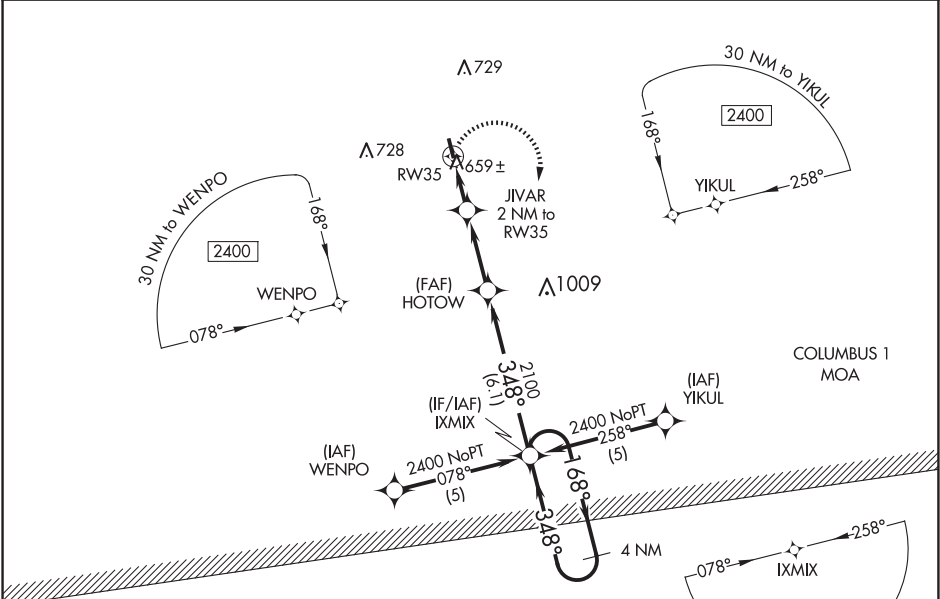 729
30 NM to YIKUL
2400
168°
YIKUL
258°
728
RW35
659±
JIVAR
2 NM to
RW35
30 NM to WENPO
168°
2400
WENPO
078°
(FAF)
HOTOW
1009
COLUMBUS 1
MOA
2100
348°
(6.1)
(IF/IAF)
IXMIX
(IAF)
YIKUL
2400 NoPT
258°
(5)
(IAF)
WENPO
2400 NoPT
078°
(5)
168°
348°
4 NM
258°
078°
IXMIX